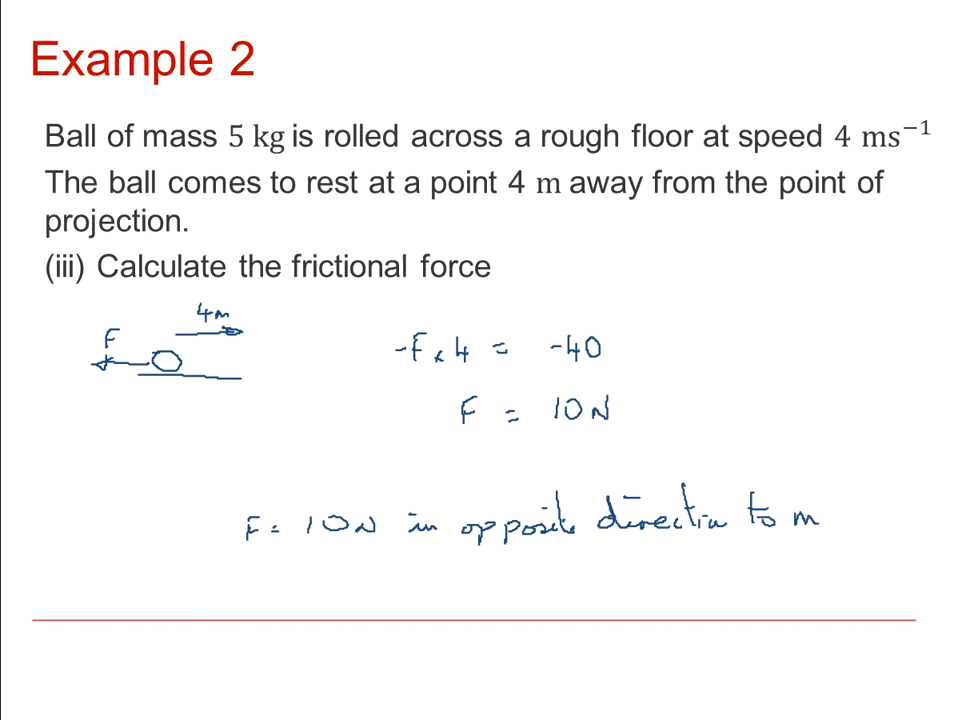 Example 2
Ball of mass 5 kg is rolled across a rough floor at speed 4 ms⁻¹
The ball comes to rest at a point 4 m away from the point of
projection.
(iii) Calculate the frictional force
4m
F
-F × 4 = -40
F = 10N
F = 10N in opposite direction to m